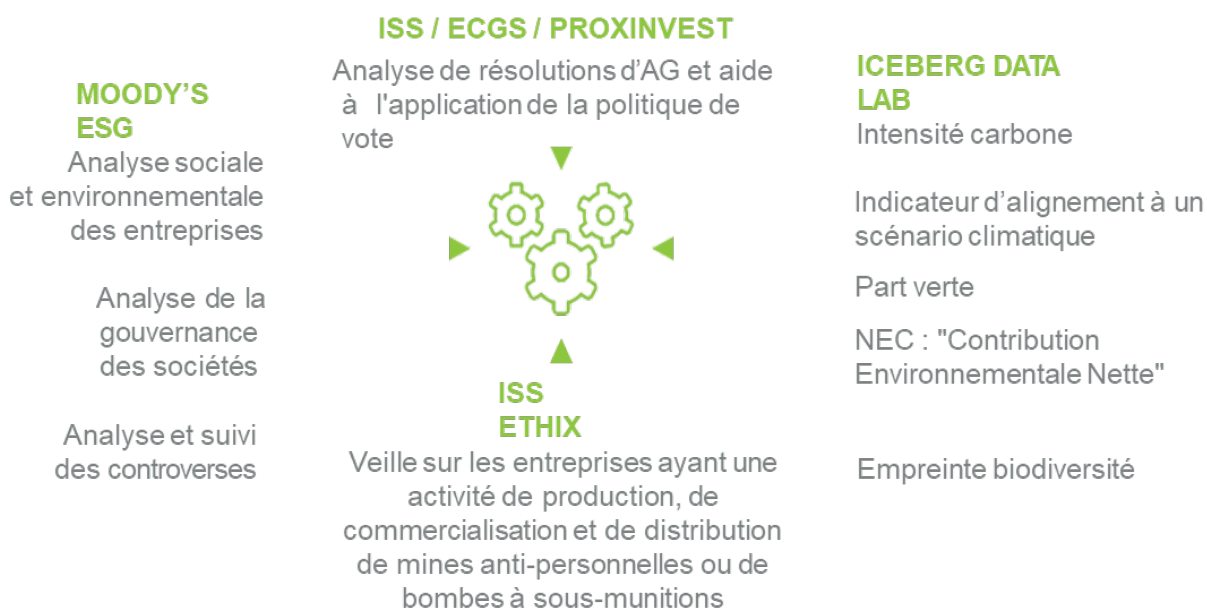 ISS / ECGS / PROXINVEST
Analyse de résolutions d'AG et aide
à l'application de la politique de
vote
MOODY'S
ESG
Analyse sociale
et environnementale
des entreprises
Analyse de la
gouvernance
des sociétés
Analyse et suivi
des controverses
ICEBERG DATA
LAB
Intensité carbone
Indicateur d'alignement à un
scénario climatique
Part verte
NEC : "Contribution
Environnementale Nette"
Empreinte biodiversité
ISS
ETHIX
Veille sur les entreprises ayant une
activité de production, de
commercialisation et de distribution
de mines anti-personnelles ou de
bombes à sous-munitions